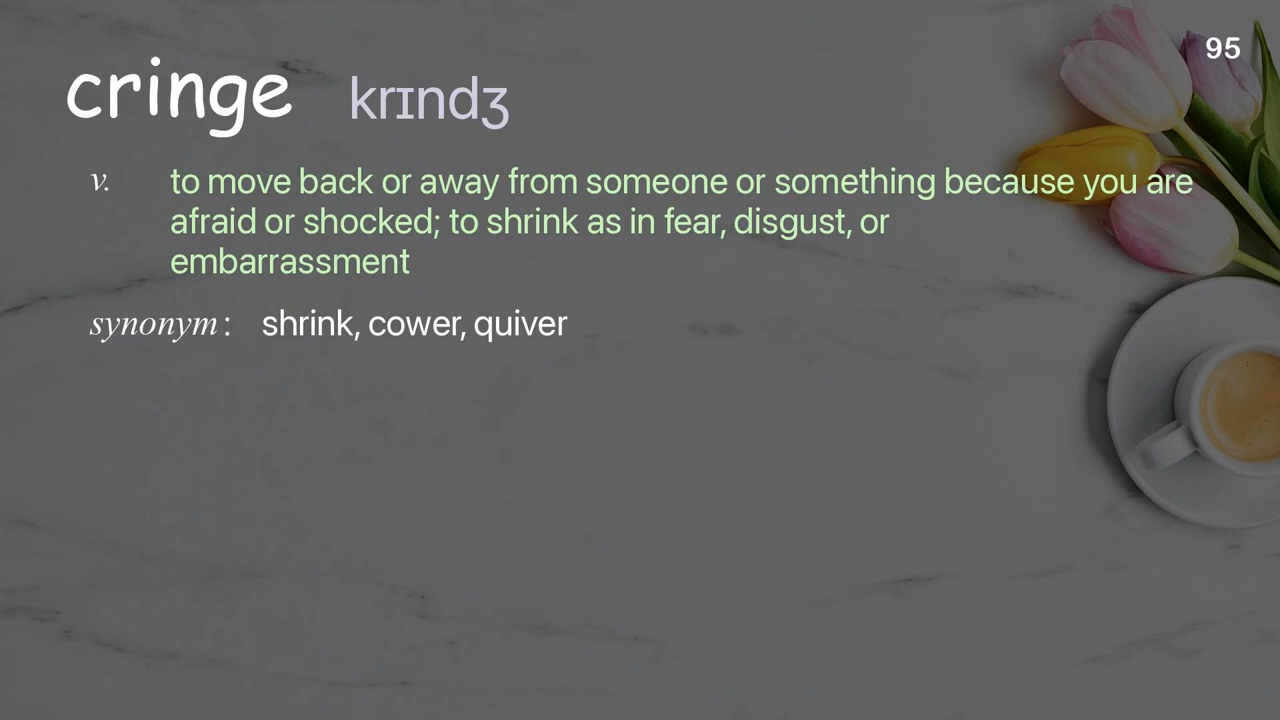 95
cringe krɪndʒ
v. to move back or away from someone or something because you are
afraid or shocked; to shrink as in fear, disgust, or
embarrassment
synonym: shrink, cower, quiver